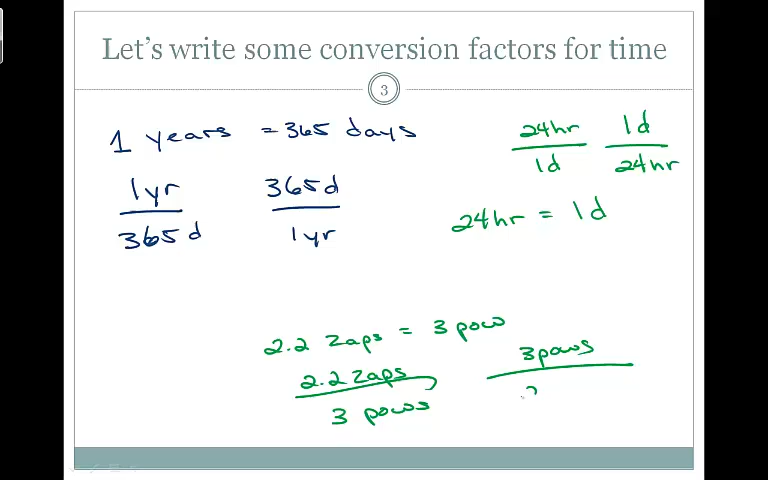 Let's write some conversion factors for time
3
1 years = 365 days
1yr
365d
365d
1yr
24hr
1d
1d
24hr
24hr = 1d
2.2 Zaps = 3 pow
2.2 Zaps
3 pows
3 pows